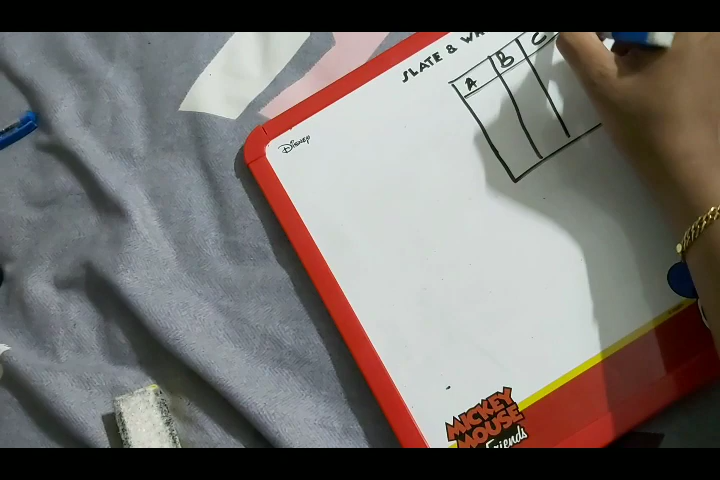 SLATE & W
A B C
Disney
MICKEY
MOUSE
Friends